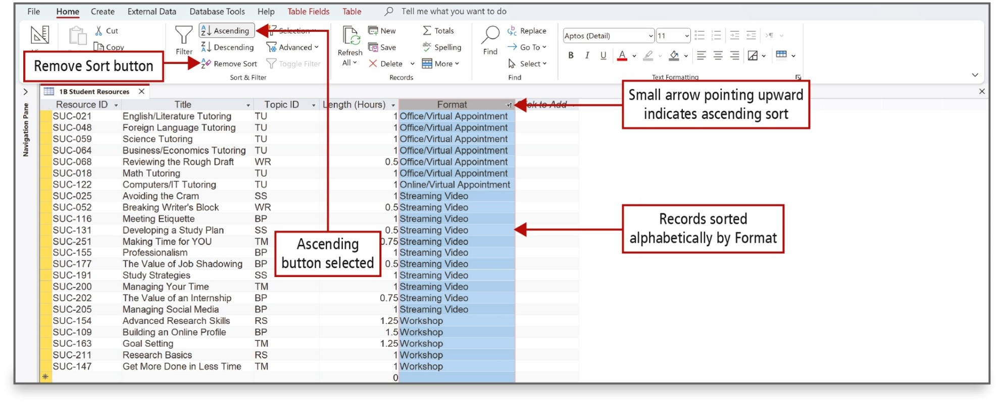 File Home Create External Data Database Tools Help Table Fields Table Tell me what you want to do
Cut
Copy
Remove Sort button
Filter
Ascending
Descending
Remove Sort
Selection
Advanced
Toggle Filter
Sort & Filter
Refresh
All
New
Save
Delete
Totals
Spelling
More
Records
Find
Replace
Go To
Select
Find
Aptos (Detail) 11
B I U A
Text Formatting
Small arrow pointing upward
indicates ascending sort
Navigation Pane
1B Student Resources
Resource ID Title Topic ID Length (Hours) Format Click to Add
SUC-021 English/Literature Tutoring TU 1 Office/Virtual Appointment
SUC-048 Foreign Language Tutoring TU 1 Office/Virtual Appointment
SUC-059 Science Tutoring TU 1 Office/Virtual Appointment
SUC-064 Business/Economics Tutoring TU 1 Office/Virtual Appointment
SUC-068 Reviewing the Rough Draft WR 0.5 Office/Virtual Appointment
SUC-018 Math Tutoring TU 1 Office/Virtual Appointment
SUC-122 Computers/IT Tutoring TU 1 Online/Virtual Appointment
SUC-025 Avoiding the Cram SS 1 Streaming Video
SUC-052 Breaking Writer's Block WR 0.5 Streaming Video
SUC-116 Meeting Etiquette BP 1 Streaming Video
SUC-131 Developing a Study Plan SS 0.5 Streaming Video
SUC-251 Making Time for YOU TM 0.75 Streaming Video
SUC-155 Professionalism BP 1 Streaming Video
SUC-177 The Value of Job Shadowing BP 0.5 Streaming Video
SUC-191 Study Strategies SS 1 Streaming Video
SUC-200 Managing Your Time TM 1 Streaming Video
SUC-202 The Value of an Internship BP 0.75 Streaming Video
SUC-205 Managing Social Media BP 1 Streaming Video
SUC-154 Advanced Research Skills RS 1.25 Workshop
SUC-109 Building an Online Profile BP 1.5 Workshop
SUC-163 Goal Setting TM 1.25 Workshop
SUC-211 Research Basics RS 1 Workshop
SUC-147 Get More Done in Less Time TM 1 Workshop
0
Ascending
button selected
Records sorted
alphabetically by Format